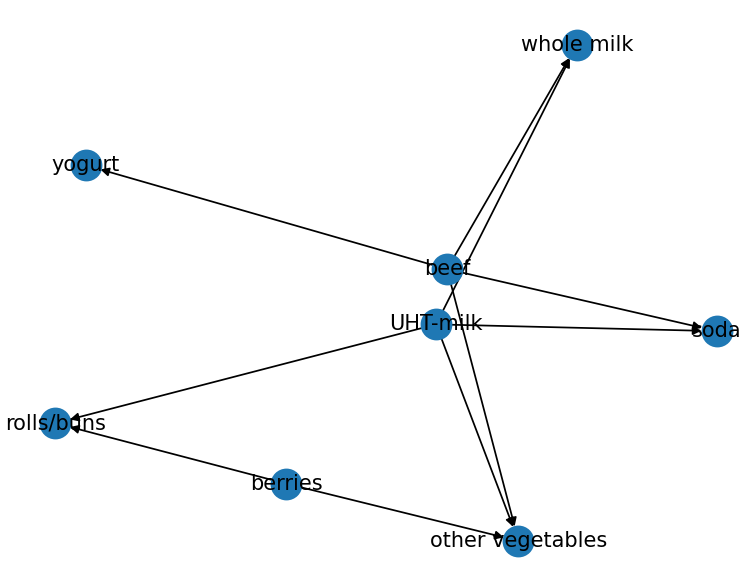 whole milk
yogurt
beef
UHT-milk
soda
rolls/buns
berries
other vegetables